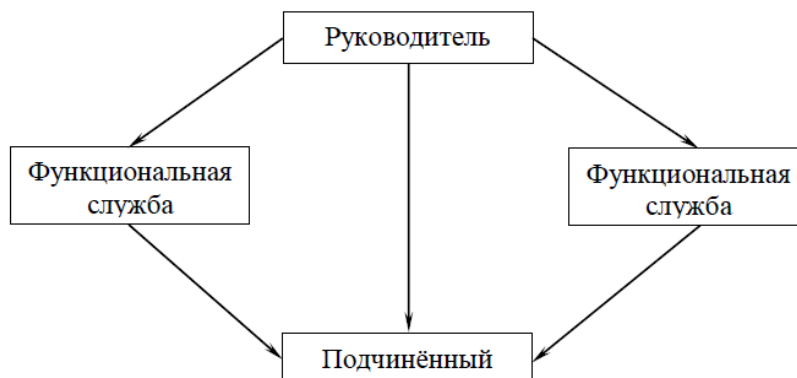 Руководитель
Функциональная
служба
Функциональная
служба
Подчинённый